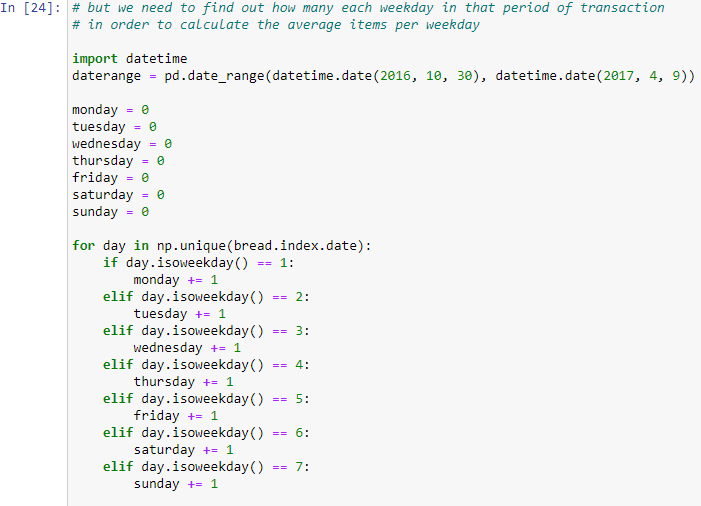 In [24]: # but we need to find out how many each weekday in that period of transaction
# in order to calculate the average items per weekday
import datetime
daterange = pd.date_range(datetime.date(2016, 10, 30), datetime.date(2017, 4, 9))
monday = 0
tuesday = 0
wednesday = 0
thursday = 0
friday = 0
saturday = 0
sunday = 0
for day in np.unique(bread.index.date):
    if day.isoweekday() == 1:
        monday += 1
    elif day.isoweekday() == 2:
        tuesday += 1
    elif day.isoweekday() == 3:
        wednesday += 1
    elif day.isoweekday() == 4:
        thursday += 1
    elif day.isoweekday() == 5:
        friday += 1
    elif day.isoweekday() == 6:
        saturday += 1
    elif day.isoweekday() == 7:
        sunday += 1